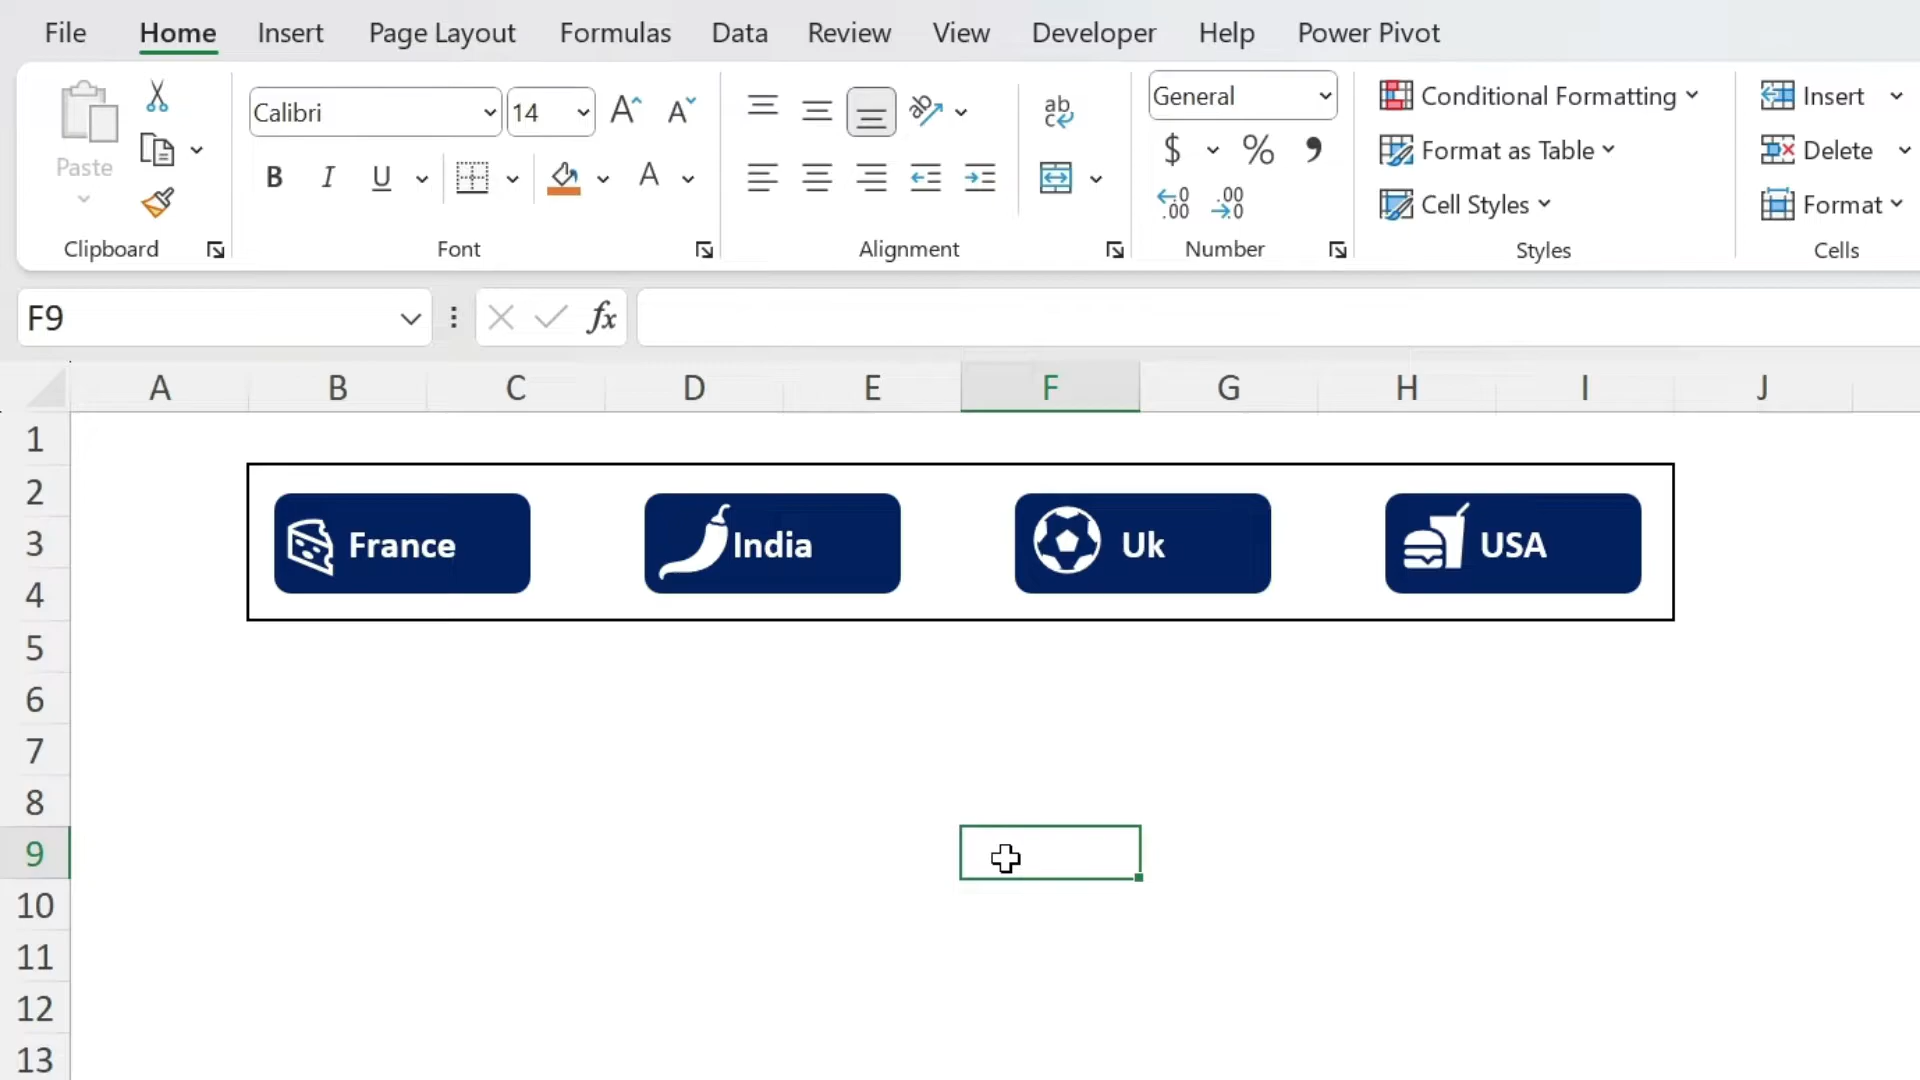 File Home Insert Page Layout Formulas Data Review View Developer Help Power Pivot
Calibri 14 General Conditional Formatting Insert
Paste B I U A $ % Format as Table Delete
Cell Styles Format
Clipboard Font Alignment Number Styles Cells
F9 fx
A B C D E F G H I J
1
2
3 France India Uk USA
4
5
6
7
8
9
10
11
12
13